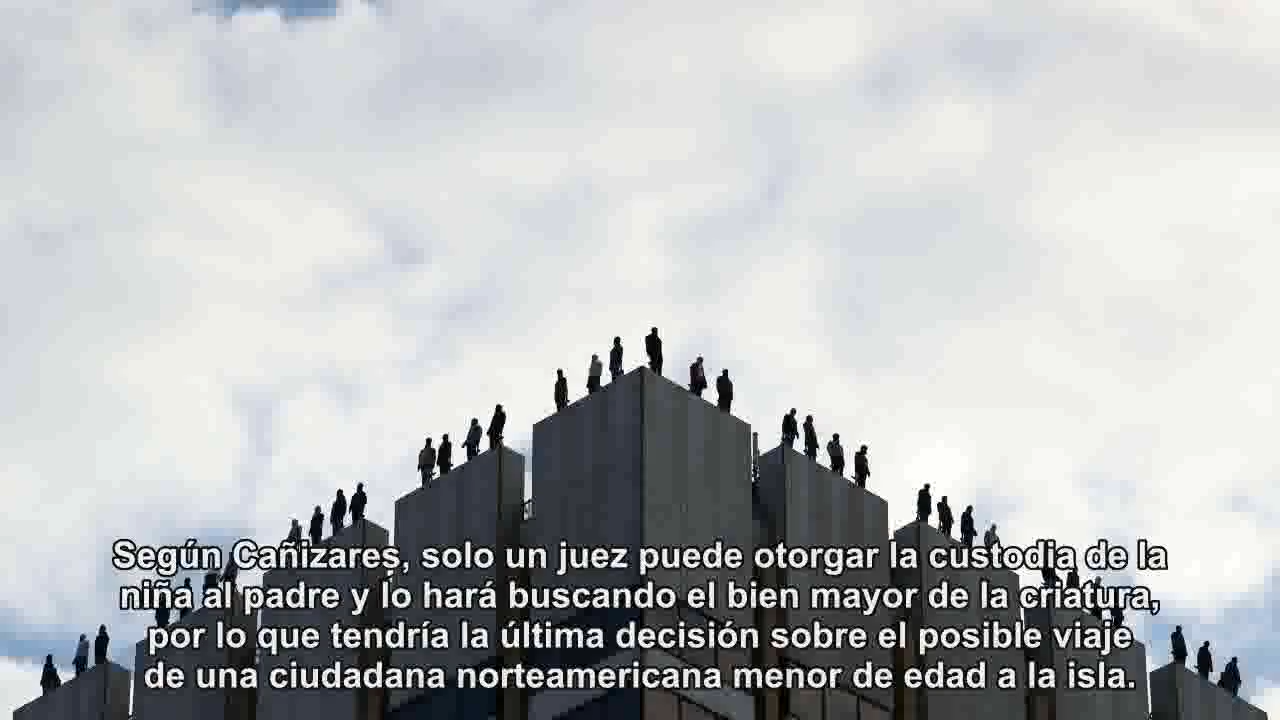 Según Cañizares, solo un juez puede otorgar la custodia de la
niña al padre y lo hará buscando el bien mayor de la criatura,
por lo que tendría la última decisión sobre el posible viaje
de una ciudadana norteamericana menor de edad a la isla.